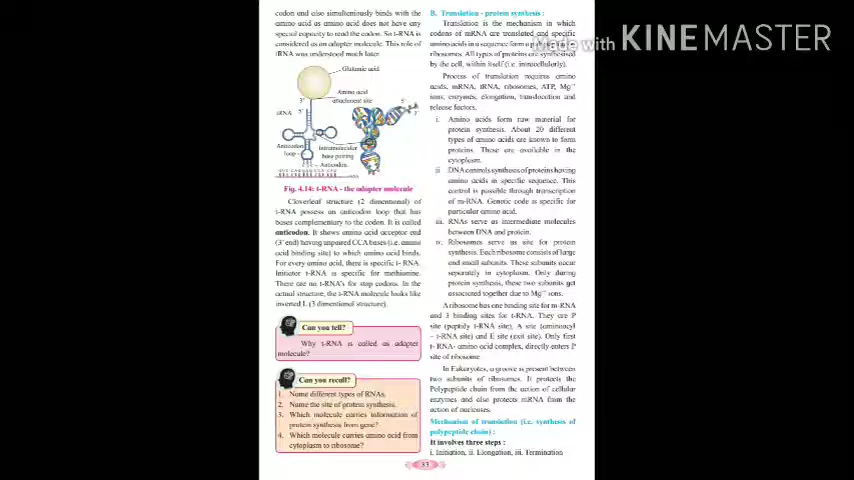 codon and also simultaneously binds with the
amino acid as amino acid does not have any
special capacity to read the codon. So t-RNA is
considered as an adapter molecule. This role of
tRNA was understood much later.
Glutamic acid
3'
Amino acid
attachment site
5'
tRNA
5'
3'
Anticodon
loop
Intramolecular
base pairing
Anticodon
Fig. 4.14: t-RNA - the adapter molecule
Cloverleaf structure (2 dimentional) of
t-RNA possess an anticodon loop that has
bases complementary to the codon. It is called
anticodon. It shows amino acid acceptor end
(3' end) having unpaired CCA bases (i.e. amino
acid binding site) to which amino acid binds.
For every amino acid, there is specific t- RNA.
Initiator t-RNA is specific for methionine.
There are no t-RNA's for stop codons. In the
actual structure, the t-RNA molecule looks like
inverted L (3 dimentional structure).
Can you tell?
Why t-RNA is called as adapter
molecule?
Can you recall?
1. Name different types of RNAs.
2. Name the site of protein synthesis.
3. Which molecule carries information of
protein synthesis from gene?
4. Which molecule carries amino acid from
cytoplasm to ribosome?
B. Translation - protein synthesis :
Translation is the mechanism in which
codons of mRNA are translated and specific
amino acids in a sequence form a
ribosomes. All types of proteins are synthesised
by the cell, within itself (i.e. intracellularly).
Process of translation requires amino
acids, mRNA, tRNA, ribosomes, ATP, Mg++
ions, enzymes, elongation, translocation and
release factors.
i. Amino acids form raw material for
protein synthesis. About 20 different
types of amino acids are known to form
proteins. These are available in the
cytoplasm.
ii DNA controls synthesis of proteins having
amino acids in specific sequence. This
control is possible through transcription
of m-RNA. Genetic code is specific for
particular amino acid.
iii. RNAs serve as intermediate molecules
between DNA and protein.
iv. Ribosomes serve as site for protein
synthesis. Each ribosome consists of large
and small subunits. These subunits occur
separately in cytoplasm. Only during
protein synthesis, these two subunits get
associated together due to Mg++ ions.
A ribosome has one binding site for m-RNA
and 3 binding sites for t-RNA. They are P
site (peptidy t-RNA site), A site (aminoacyl
- t-RNA site) and E site (exit site). Only first
t- RNA- amino acid complex, directly enters P
site of ribosome
In Eukaryotes, a groove is present between
two subunits of ribosomes. It protects the
Polypeptide chain from the action of cellular
enzymes and also protects mRNA from the
action of nucleases.
Mechanism of translation (i.e. synthesis of
polypeptide chain) :
It involves three steps :
i. Initiation, ii. Elongation, iii. Termination
83
Made with KINEMASTER